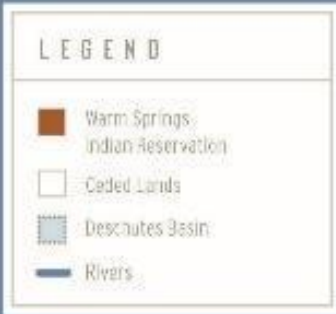 LEGEND
Warm Springs
Indian Reservation
Ceded Lands
Deschutes Basin
Rivers